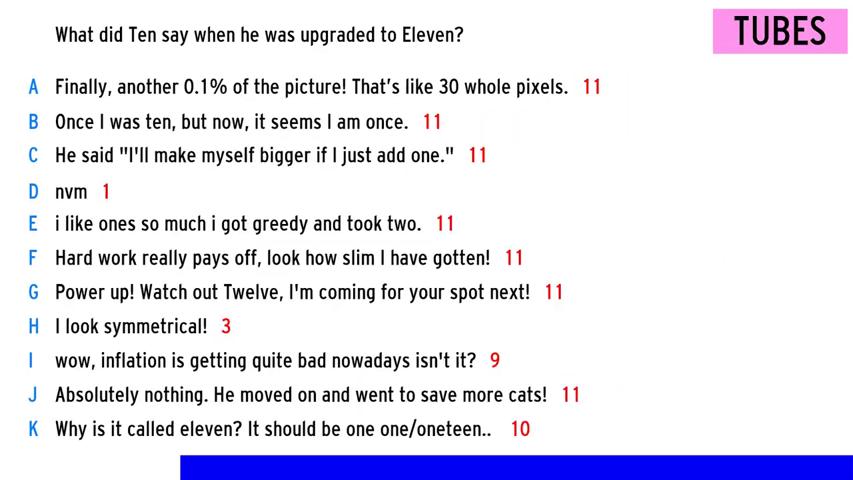 What did Ten say when he was upgraded to Eleven?
TUBES
A Finally, another 0.1% of the picture! That's like 30 whole pixels. 11
B Once I was ten, but now, it seems I am once. 11
C He said "I'll make myself bigger if I just add one." 11
D nvm 1
E i like ones so much i got greedy and took two. 11
F Hard work really pays off, look how slim I have gotten! 11
G Power up! Watch out Twelve, I'm coming for your spot next! 11
H I look symmetrical! 3
I wow, inflation is getting quite bad nowadays isn't it? 9
J Absolutely nothing. He moved on and went to save more cats! 11
K Why is it called eleven? It should be one one/oneteen.. 10